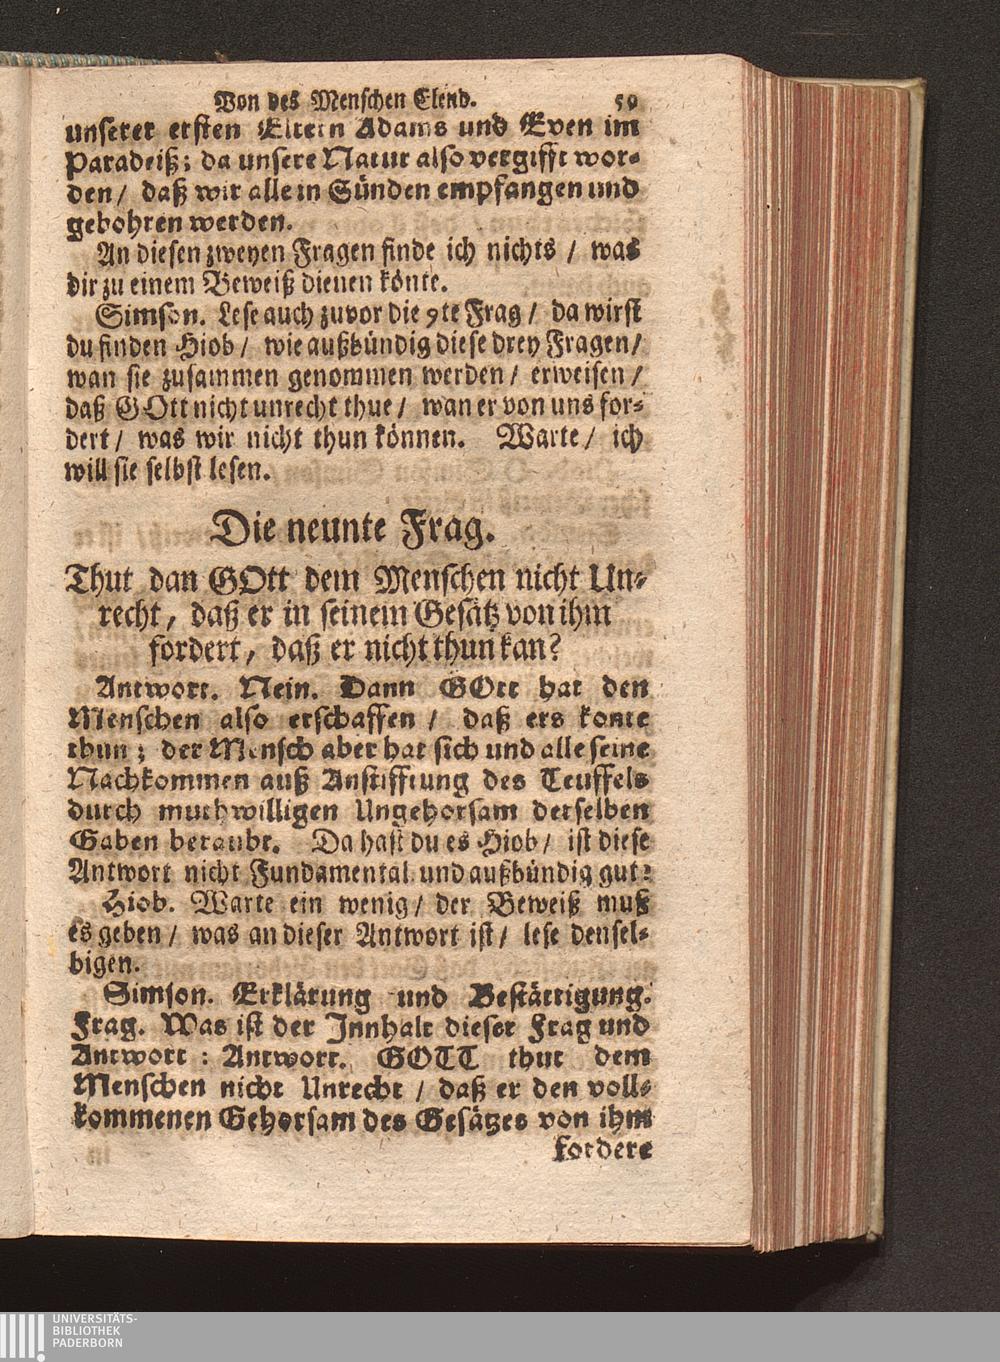 Von des Menschen Elend. 59
unserer ersten Eltern Adams und Even im
Paradeiß; da unsere Natur also vergifft wor-
den / daß wir alle in Sünden empfangen und
gebohren werden.
An diesen zweyen Fragen finde ich nichts / was
dir zu einem Beweiß dienen könte.
Simson. Lese auch zuvor die 9te Frag / da wirst
du finden Hiob / wie außbündig diese drey Fragen /
wan sie zusammen genommen werden / erweisen /
daß GOtt nicht unrecht thue / wan er von uns for-
dert / was wir nicht thun können. Warte / ich
will sie selbst lesen.
Die neunte Frag.
Thut dan GOtt dem Menschen nicht Un-
recht, daß er in seinem Gesätz von ihm
fordert, daß er nicht thun kan?
Antwort. Nein. Dann GOtt hat den
Menschen also erschaffen / daß ers konte
thun; der Mensch aber hat sich und alle seine
Nachkommen auß Anstifftung des Teuffels
durch muthwilligen Ungehorsam derselben
Gaben beraubt. Da hast du es Hiob / ist diese
Antwort nicht Fundamental und außbündig gut?
Hiob. Warte ein wenig / der Beweiß muß
es geben / was an dieser Antwort ist / lese densel-
bigen.
Simson. Erklärung und Bestättigung.
Frag. Was ist der Innhalt dieser Frag und
Antwort: Antwort. GOTT thut dem
Menschen nicht Unrecht / daß er den voll-
kommenen Gehorsam des Gesätzes von ihm
fordere
UNIVERSITÄTS-
BIBLIOTHEK
PADERBORN